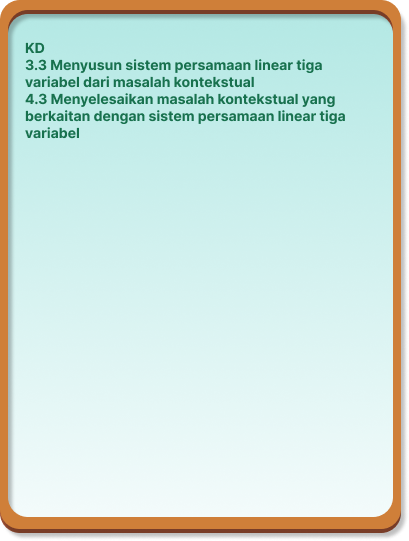 KD
3.3 Menyusun sistem persamaan linear tiga
variabel dari masalah kontekstual
4.3 Menyelesaikan masalah kontekstual yang
berkaitan dengan sistem persamaan linear tiga
variabel